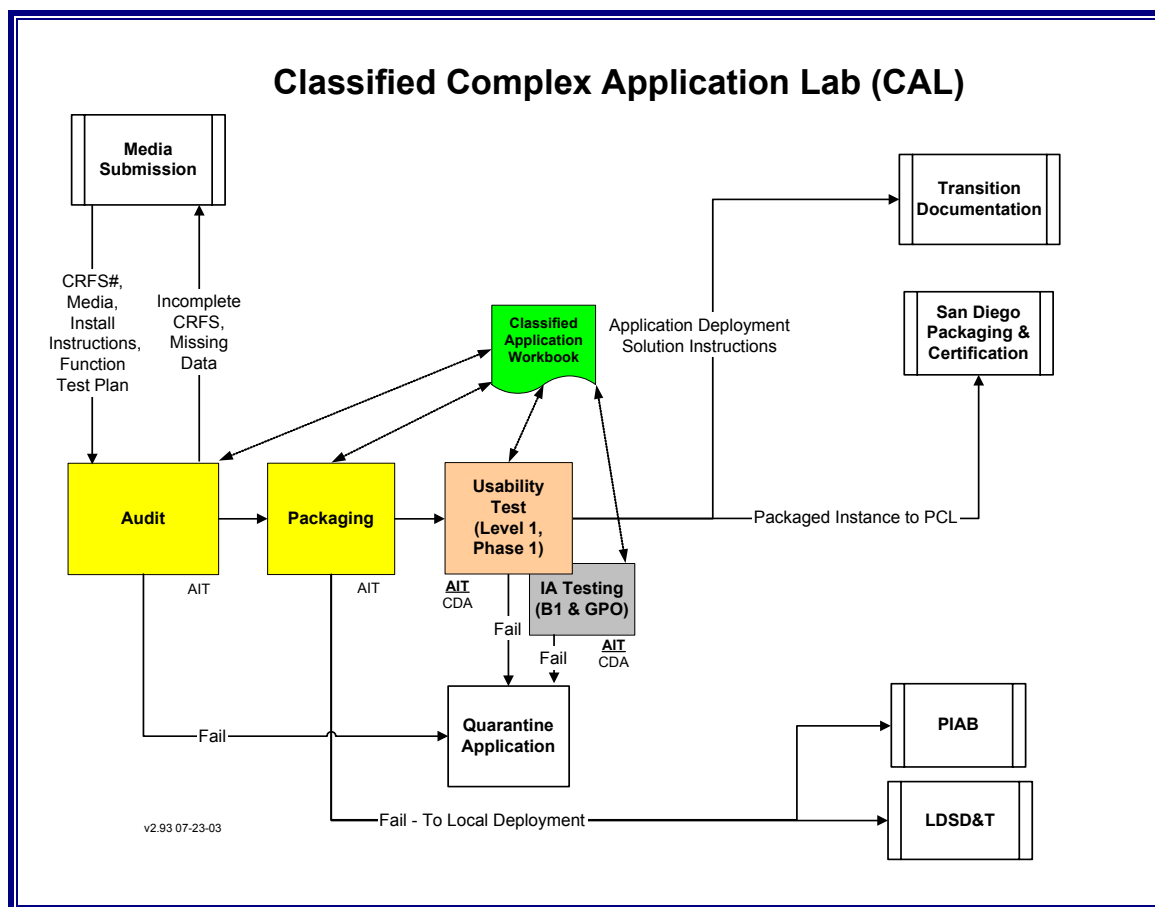 Classified Complex Application Lab (CAL)
Media
Submission
Transition
Documentation
CRFS#,
Media,
Install
Instructions,
Function
Test Plan
Incomplete
CRFS,
Missing
Data
Classified
Application
Workbook
Application Deployment
Solution Instructions
San Diego
Packaging &
Certification
Audit
AIT
Packaging
AIT
Usability
Test
(Level 1,
Phase 1)
AIT
CDA
Packaged Instance to PCL
IA Testing
(B1 & GPO)
AIT
CDA
Fail
Fail
Quarantine
Application
Fail
PIAB
Fail - To Local Deployment
LDSD&T
v2.93 07-23-03